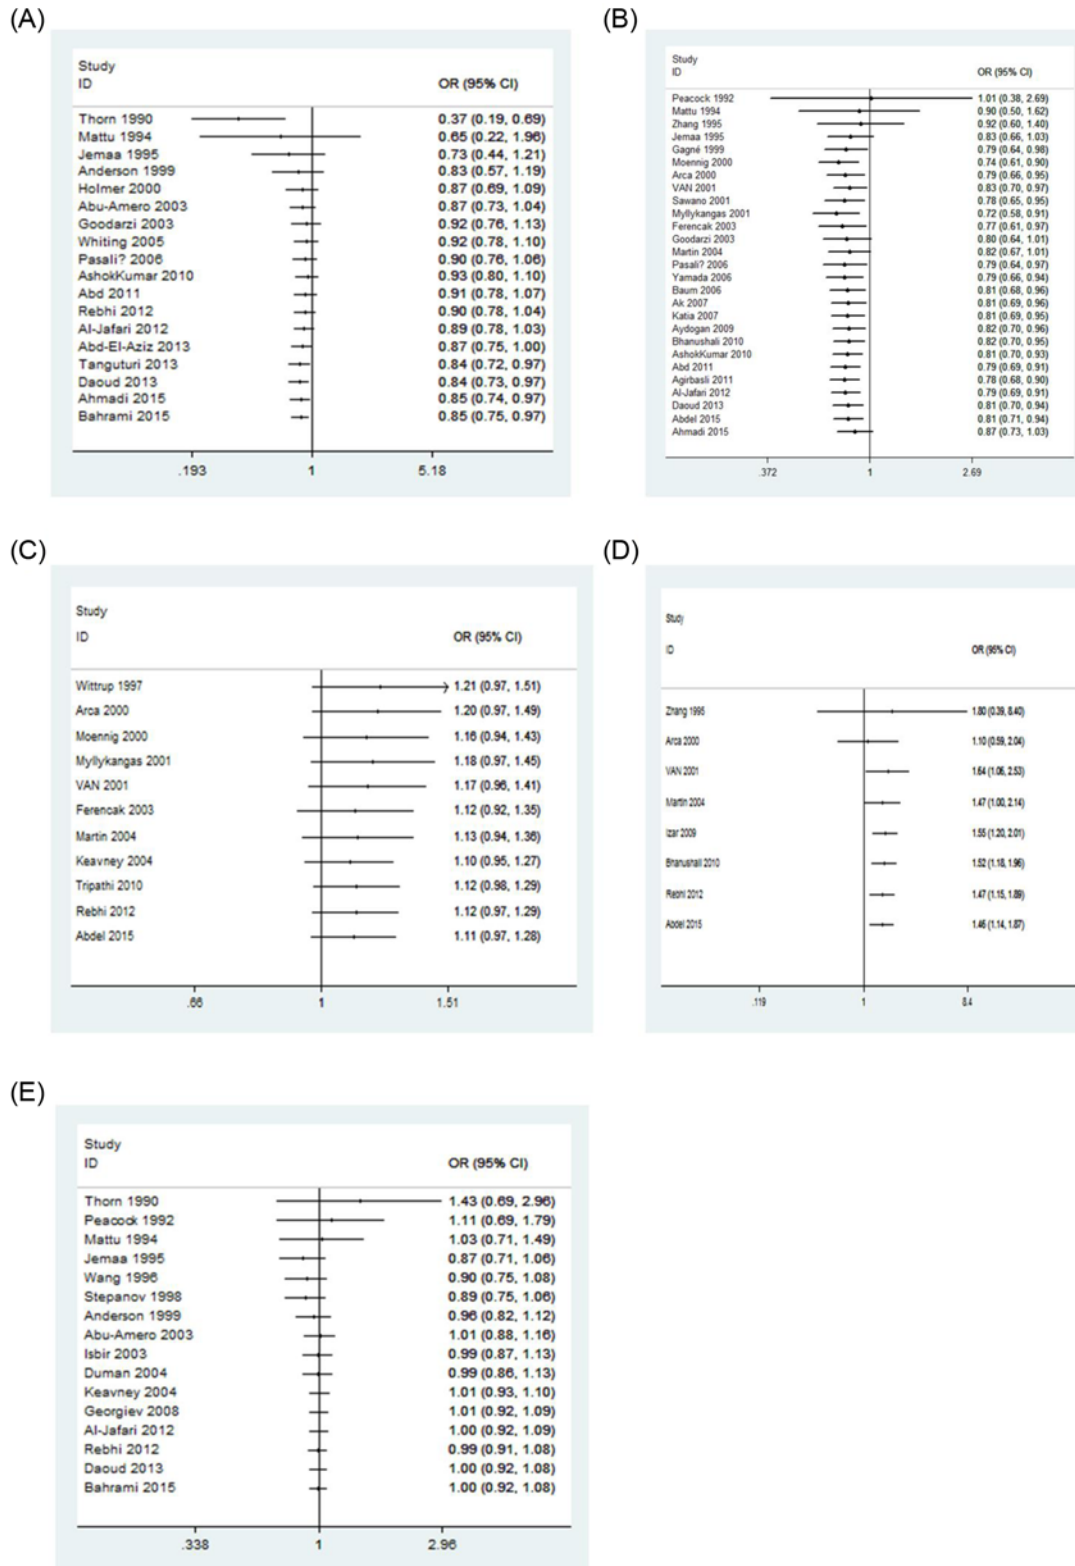 (A)
Study
ID OR (95% CI)
Thorn 1990 0.37 (0.19, 0.69)
Mattu 1994 0.65 (0.22, 1.96)
Jemaa 1995 0.73 (0.44, 1.21)
Anderson 1999 0.83 (0.57, 1.19)
Holmer 2000 0.87 (0.69, 1.09)
Abu-Amero 2003 0.87 (0.73, 1.04)
Goodarzi 2003 0.92 (0.76, 1.13)
Whiting 2005 0.92 (0.78, 1.10)
Pasali? 2006 0.90 (0.76, 1.06)
AshokKumar 2010 0.93 (0.80, 1.10)
Abd 2011 0.91 (0.78, 1.07)
Rebhi 2012 0.90 (0.78, 1.04)
Al-Jafari 2012 0.89 (0.78, 1.03)
Abd-El-Aziz 2013 0.87 (0.75, 1.00)
Tanguturi 2013 0.84 (0.72, 0.97)
Daoud 2013 0.84 (0.73, 0.97)
Ahmadi 2015 0.85 (0.74, 0.97)
Bahrami 2015 0.85 (0.75, 0.97)
.193 1 5.18
(B)
Study
ID OR (95% CI)
Peacock 1992 1.01 (0.38, 2.69)
Mattu 1994 0.90 (0.50, 1.62)
Zhang 1995 0.92 (0.60, 1.40)
Jemaa 1995 0.83 (0.66, 1.03)
Gagné 1999 0.79 (0.64, 0.98)
Moennig 2000 0.74 (0.61, 0.90)
Arca 2000 0.79 (0.66, 0.95)
VAN 2001 0.83 (0.70, 0.97)
Sawano 2001 0.78 (0.65, 0.95)
Myllykangas 2001 0.72 (0.58, 0.91)
Ferencak 2003 0.77 (0.61, 0.97)
Goodarzi 2003 0.80 (0.64, 1.01)
Martin 2004 0.82 (0.67, 1.01)
Pasali? 2006 0.79 (0.64, 0.97)
Yamada 2006 0.79 (0.66, 0.94)
Baum 2006 0.81 (0.68, 0.96)
Ak 2007 0.81 (0.69, 0.96)
Katia 2007 0.81 (0.69, 0.95)
Aydogan 2009 0.82 (0.70, 0.96)
Bhanushali 2010 0.82 (0.70, 0.95)
AshokKumar 2010 0.81 (0.70, 0.93)
Abd 2011 0.79 (0.69, 0.91)
Agirbasli 2011 0.78 (0.68, 0.90)
Al-Jafari 2012 0.79 (0.69, 0.91)
Daoud 2013 0.81 (0.70, 0.94)
Abdel 2015 0.81 (0.71, 0.94)
Ahmadi 2015 0.87 (0.73, 1.03)
.372 1 2.69
(C)
Study
ID OR (95% CI)
Wittrup 1997 1.21 (0.97, 1.51)
Arca 2000 1.20 (0.97, 1.49)
Moennig 2000 1.16 (0.94, 1.43)
Myllykangas 2001 1.18 (0.97, 1.45)
VAN 2001 1.17 (0.96, 1.41)
Ferencak 2003 1.12 (0.92, 1.35)
Martin 2004 1.13 (0.94, 1.36)
Keavney 2004 1.10 (0.95, 1.27)
Tripathi 2010 1.12 (0.98, 1.29)
Rebhi 2012 1.12 (0.97, 1.29)
Abdel 2015 1.11 (0.97, 1.28)
.66 1 1.51
(D)
Study
ID OR (95% CI)
Zhang 1995 1.80 (0.39, 8.40)
Arca 2000 1.10 (0.59, 2.04)
VAN 2001 1.64 (1.06, 2.53)
Martin 2004 1.47 (1.00, 2.14)
Izar 2009 1.55 (1.20, 2.01)
Bhanushali 2010 1.52 (1.18, 1.96)
Rebhi 2012 1.47 (1.15, 1.89)
Abdel 2015 1.46 (1.14, 1.87)
.119 1 8.4
(E)
Study
ID OR (95% CI)
Thorn 1990 1.43 (0.69, 2.96)
Peacock 1992 1.11 (0.69, 1.79)
Mattu 1994 1.03 (0.71, 1.49)
Jemaa 1995 0.87 (0.71, 1.06)
Wang 1996 0.90 (0.75, 1.08)
Stepanov 1998 0.89 (0.75, 1.06)
Anderson 1999 0.96 (0.82, 1.12)
Abu-Amero 2003 1.01 (0.88, 1.16)
Isbir 2003 0.99 (0.87, 1.13)
Duman 2004 0.99 (0.86, 1.13)
Keavney 2004 1.01 (0.93, 1.10)
Georgiev 2008 1.01 (0.92, 1.09)
Al-Jafari 2012 1.00 (0.92, 1.09)
Rebhi 2012 0.99 (0.91, 1.08)
Daoud 2013 1.00 (0.92, 1.08)
Bahrami 2015 1.00 (0.92, 1.08)
.338 1 2.96